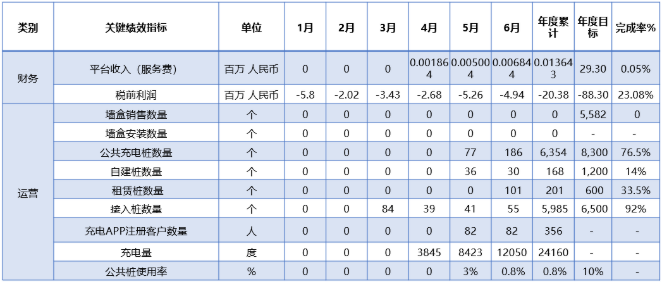 类别 关键绩效指标 单位 1月 2月 3月 4月 5月 6月 年度累计 年度目标 完成率%
财务 平台收入（服务费） 百万 人民币 0 0 0 0.001864 0.005004 0.006844 0.013643 29.30 0.05%
税前利润 百万 人民币 -5.8 -2.02 -3.43 -2.68 -5.26 -4.94 -20.38 -88.30 23.08%
运营 墙盒销售数量 个 0 0 0 0 0 0 0 5,582 0
墙盒安装数量 个 0 0 0 0 0 0 0 - -
公共充电桩数量 个 0 0 0 0 77 186 6,354 8,300 76.5%
自建桩数量 个 0 0 0 0 36 30 168 1,200 14%
租赁桩数量 个 0 0 0 0 0 101 201 600 33.5%
接入桩数量 个 0 0 84 39 41 55 5,985 6,500 92%
充电APP注册客户数量 人 0 0 0 0 82 82 356 - -
充电量 度 0 0 0 3845 8423 12050 24160 - -
公共桩使用率 % 0 0 0 0 3% 0.8% 0.8% 10% -